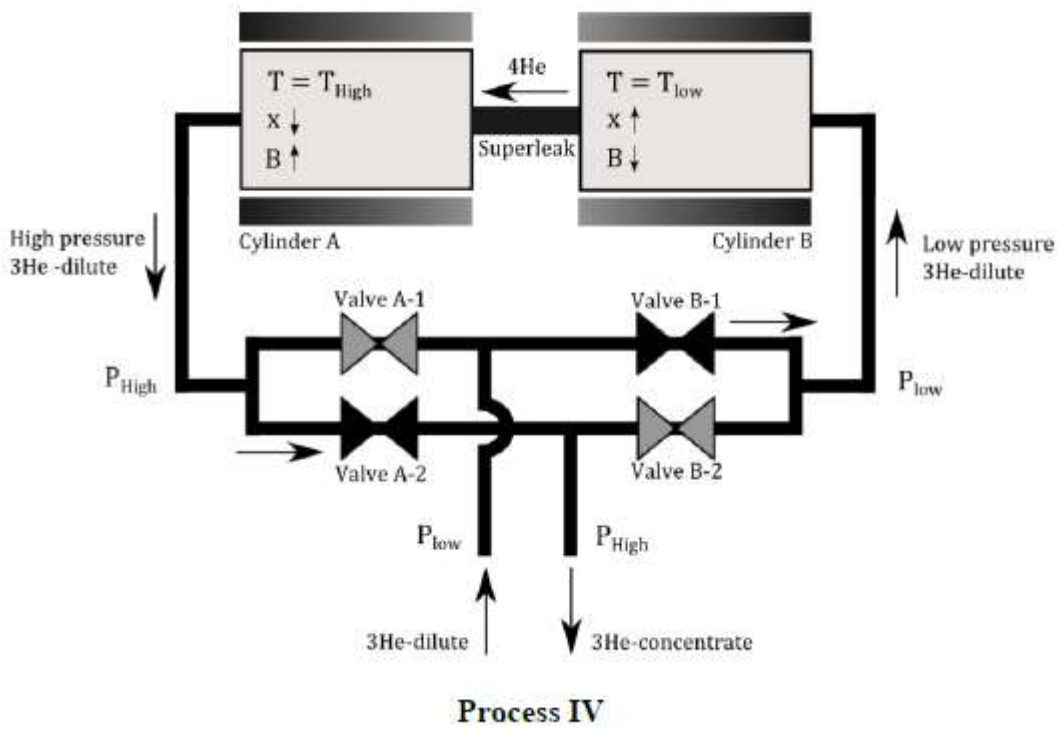 4He
T = T_High
x ↓
B ↑
T = T_low
x ↑
B ↓
Superleak
Cylinder A
Cylinder B
High pressure
3He -dilute
Low pressure
3He-dilute
Valve A-1
Valve B-1
P_High
P_low
Valve A-2
Valve B-2
P_low
P_High
3He-dilute
3He-concentrate
Process IV